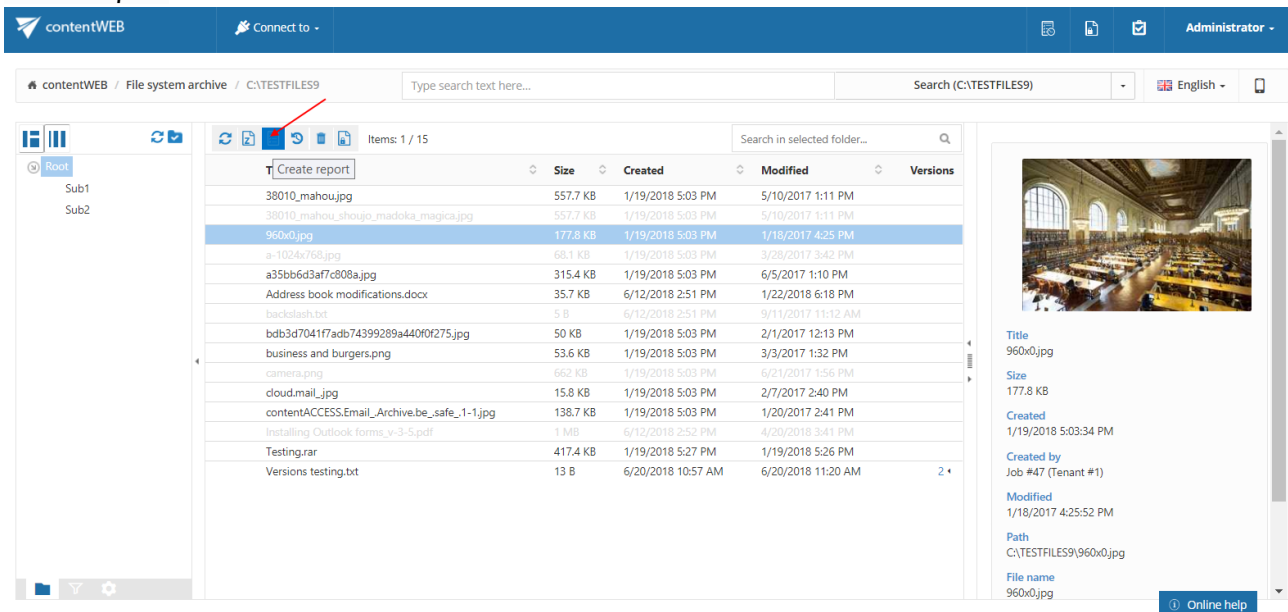 contentWEB Connect to Administrator
contentWEB / File system archive / C:\TESTFILES9 Type search text here... Search (C:\TESTFILES9) English
Items: 1 / 15 Search in selected folder...
Root
Sub1
Sub2
T Create report Size Created Modified Versions
38010_mahou.jpg 557.7 KB 1/19/2018 5:03 PM 5/10/2017 1:11 PM
38010_mahou_shoujo_madoka_magica.jpg 557.7 KB 1/19/2018 5:03 PM 5/10/2017 1:11 PM
960x0.jpg 177.8 KB 1/19/2018 5:03 PM 1/18/2017 4:25 PM
a-1024x768.jpg 68.1 KB 1/19/2018 5:03 PM 3/28/2017 3:42 PM
a35bb6d3af7c808a.jpg 315.4 KB 1/19/2018 5:03 PM 6/5/2017 1:10 PM
Address book modifications.docx 35.7 KB 6/12/2018 2:51 PM 1/22/2018 6:18 PM
backslash.txt 5 B 6/12/2018 2:51 PM 9/11/2017 11:12 AM
bdb3d7041f7adb74399289a440f0f275.jpg 50 KB 1/19/2018 5:03 PM 2/1/2017 12:13 PM
business and burgers.png 53.6 KB 1/19/2018 5:03 PM 3/3/2017 1:32 PM
camera.png 662 KB 1/19/2018 5:03 PM 6/21/2017 1:56 PM
cloud.mail_.jpg 15.8 KB 1/19/2018 5:03 PM 2/7/2017 2:40 PM
contentACCESS.Email_.Archive.be_.safe_.1-1.jpg 138.7 KB 1/19/2018 5:03 PM 1/20/2017 2:41 PM
Installing Outlook forms_v-3-5.pdf 1 MB 6/12/2018 2:52 PM 4/20/2018 3:41 PM
Testing.rar 417.4 KB 1/19/2018 5:27 PM 1/19/2018 5:26 PM
Versions testing.txt 13 B 6/20/2018 10:57 AM 6/20/2018 11:20 AM 2
Title
960x0.jpg
Size
177.8 KB
Created
1/19/2018 5:03:34 PM
Created by
Job #47 (Tenant #1)
Modified
1/18/2017 4:25:52 PM
Path
C:\TESTFILES9\960x0.jpg
File name
960x0.jpg
Online help